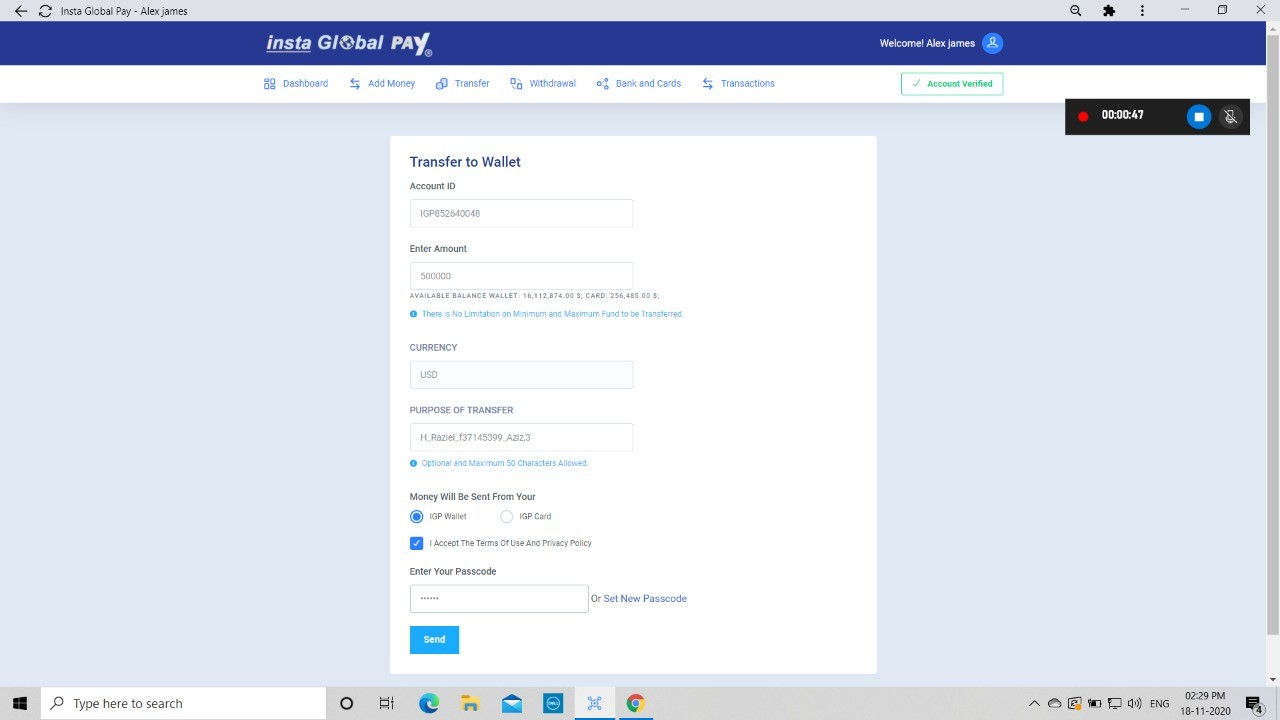 Insta Global Pay - Alex james
insta Global PAY®
Welcome! Alex james
Dashboard
Add Money
Transfer
Withdrawal
Bank and Cards
Transactions
Account Verified
00:00:47
Transfer to Wallet
Account ID
IGP852640048
Enter Amount
500000
AVAILABLE BALANCE WALLET: 16,112,874.00 $; CARD: 256,485.00 $;
There is No Limitation on Minimum and Maximum Fund to be Transferred.
CURRENCY
USD
PURPOSE OF TRANSFER
H_Raziei_f37145399_Aziz,3
Optional and Maximum 50 Characters Allowed.
Money Will Be Sent From Your
IGP Wallet
IGP Card
I Accept The Terms Of Use And Privacy Policy
Enter Your Passcode
••••••
Or Set New Passcode
Send
Type here to search
DELL
ENG
02:29 PM
18-11-2020
4